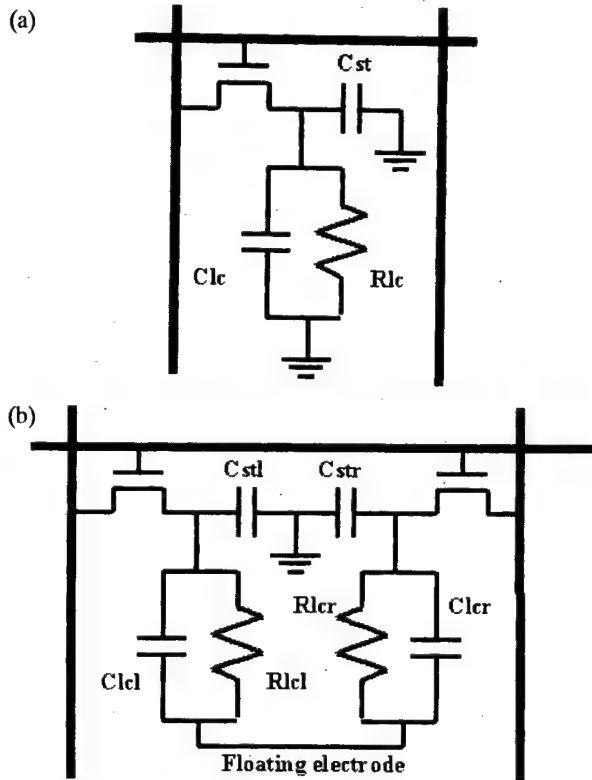 (a)
Cst
Clc
Rlc
(b)
Cstl
Cstr
Rlcr
Clcr
Clcl
Rlcl
Floating electrode